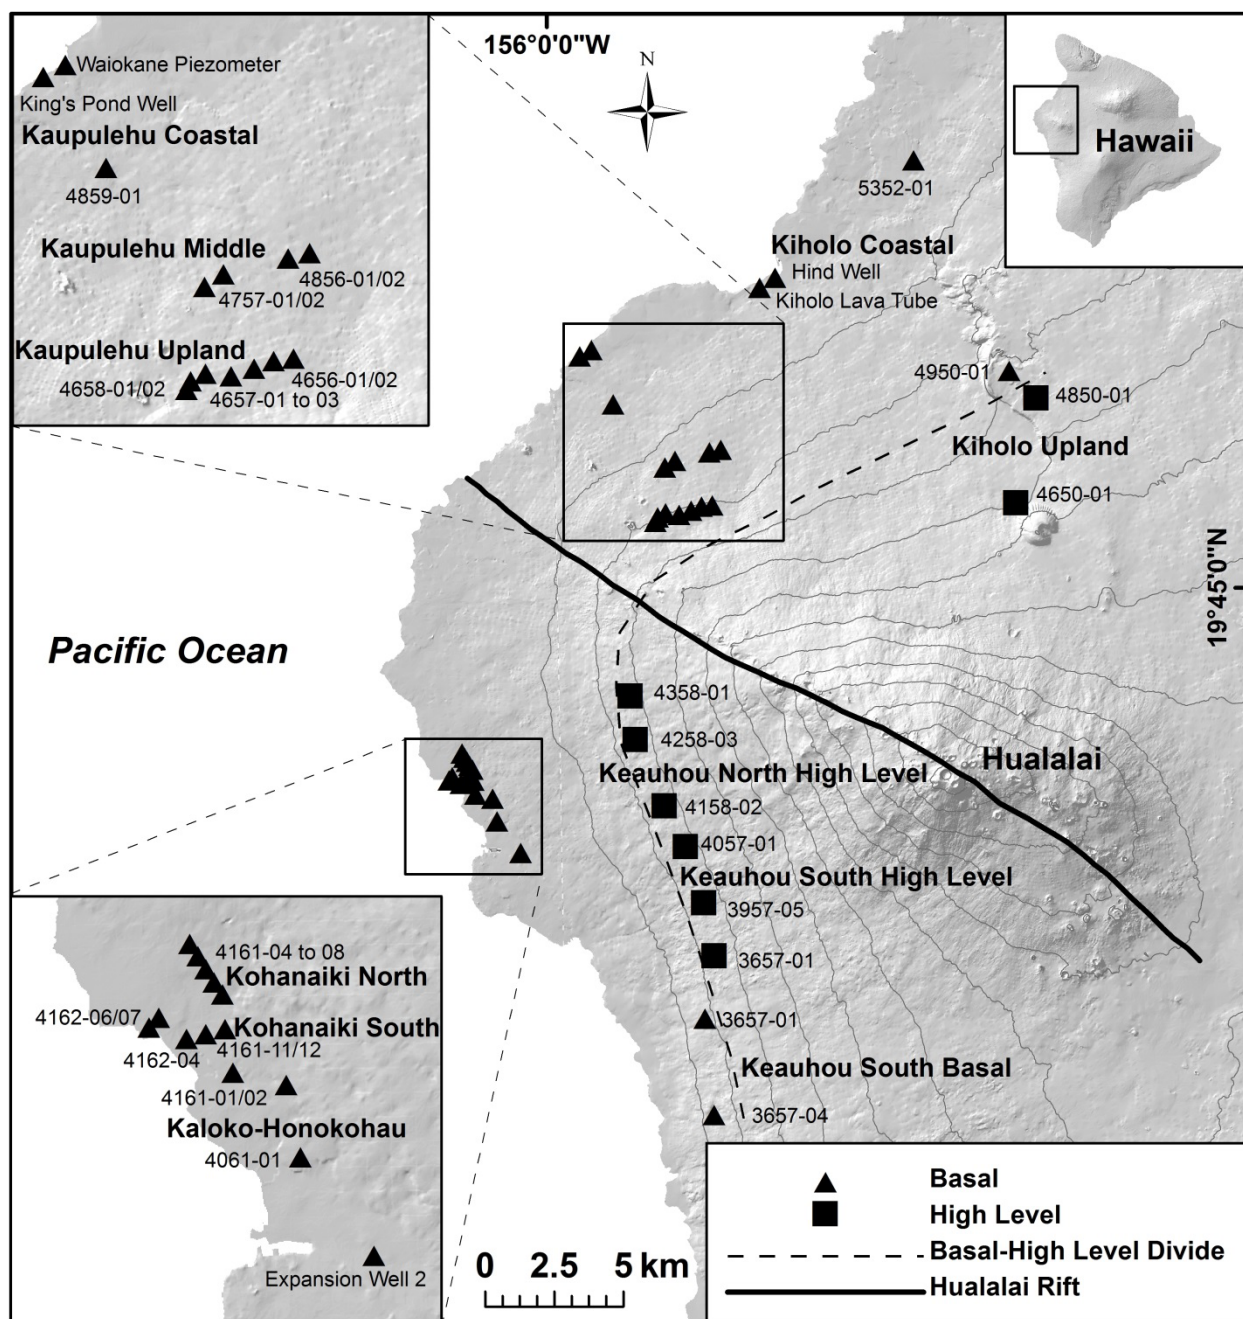 156°0'0"W
N
Waiokane Piezometer
King's Pond Well
Kaupulehu Coastal
4859-01
Kaupulehu Middle
4856-01/02
4757-01/02
Kaupulehu Upland
4658-01/02
4656-01/02
4657-01 to 03
Hawaii
5352-01
Kiholo Coastal
Hind Well
Kiholo Lava Tube
4950-01
4850-01
Kiholo Upland
4650-01
19°45'0"N
Pacific Ocean
4358-01
4258-03
Keauhou North High Level
Hualalai
4158-02
4057-01
Keauhou South High Level
3957-05
3657-01
3657-01
Keauhou South Basal
3657-04
4161-04 to 08
Kohanaiki North
4162-06/07
Kohanaiki South
4162-04
4161-11/12
4161-01/02
Kaloko-Honokohau
4061-01
Expansion Well 2
0 2.5 5 km
Basal
High Level
Basal-High Level Divide
Hualalai Rift